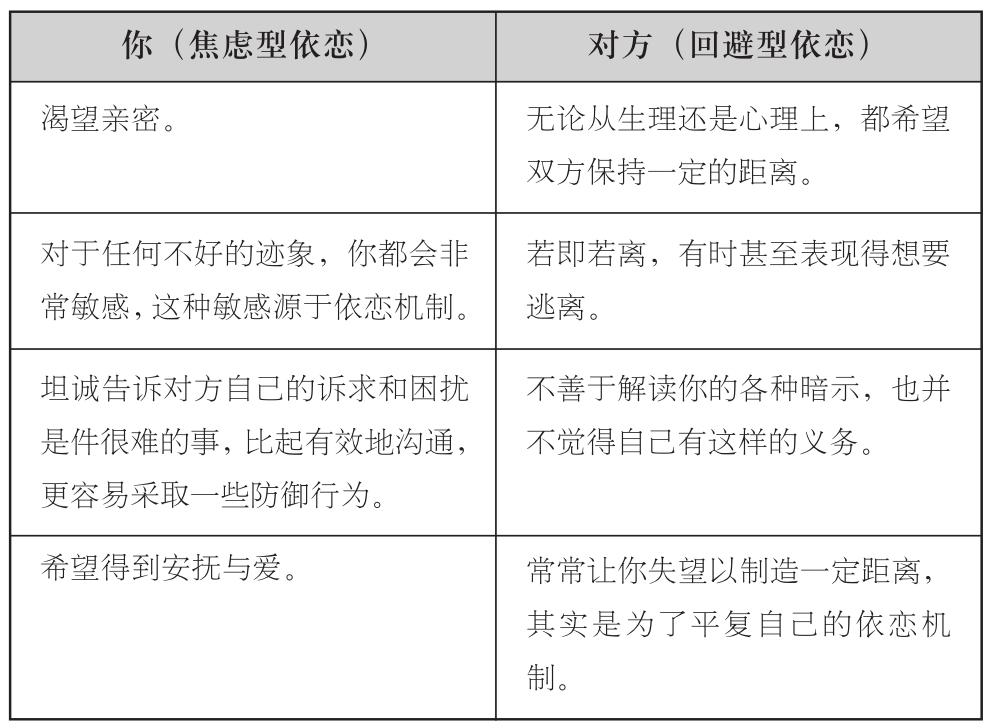 你（焦虑型依恋）
对方（回避型依恋）
渴望亲密。
无论从生理还是心理上，都希望
双方保持一定的距离。
对于任何不好的迹象，你都会非
常敏感，这种敏感源于依恋机制。
若即若离，有时甚至表现得想要
逃离。
坦诚告诉对方自己的诉求和困扰
是件很难的事，比起有效地沟通，
更容易采取一些防御行为。
不善于解读你的各种暗示，也并
不觉得自己有这样的义务。
希望得到安抚与爱。
常常让你失望以制造一定距离，
其实是为了平复自己的依恋机
制。